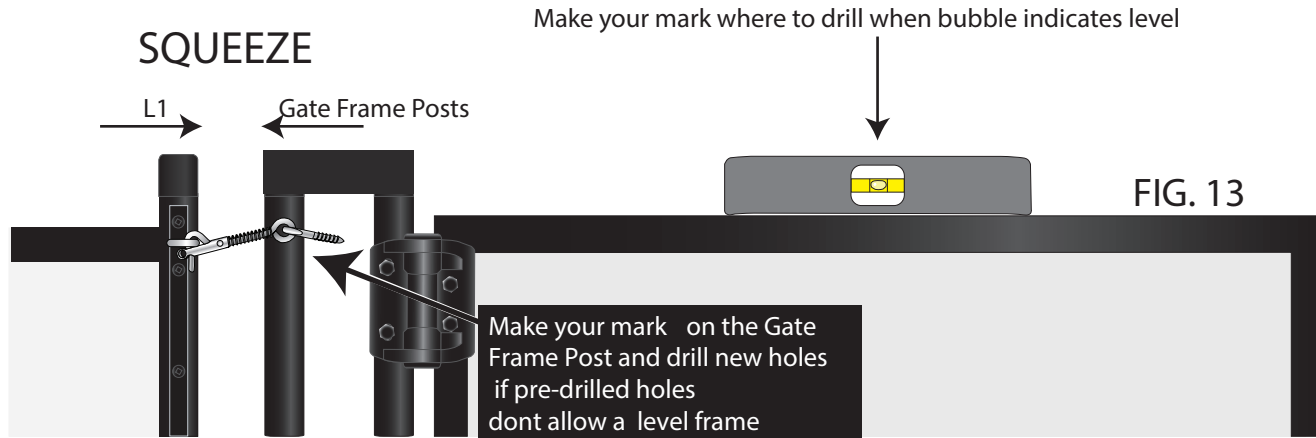 Make your mark where to drill when bubble indicates level
SQUEEZE
L1
Gate Frame Posts
FIG. 13
Make your mark on the Gate
Frame Post and drill new holes
if pre-drilled holes
dont allow a level frame